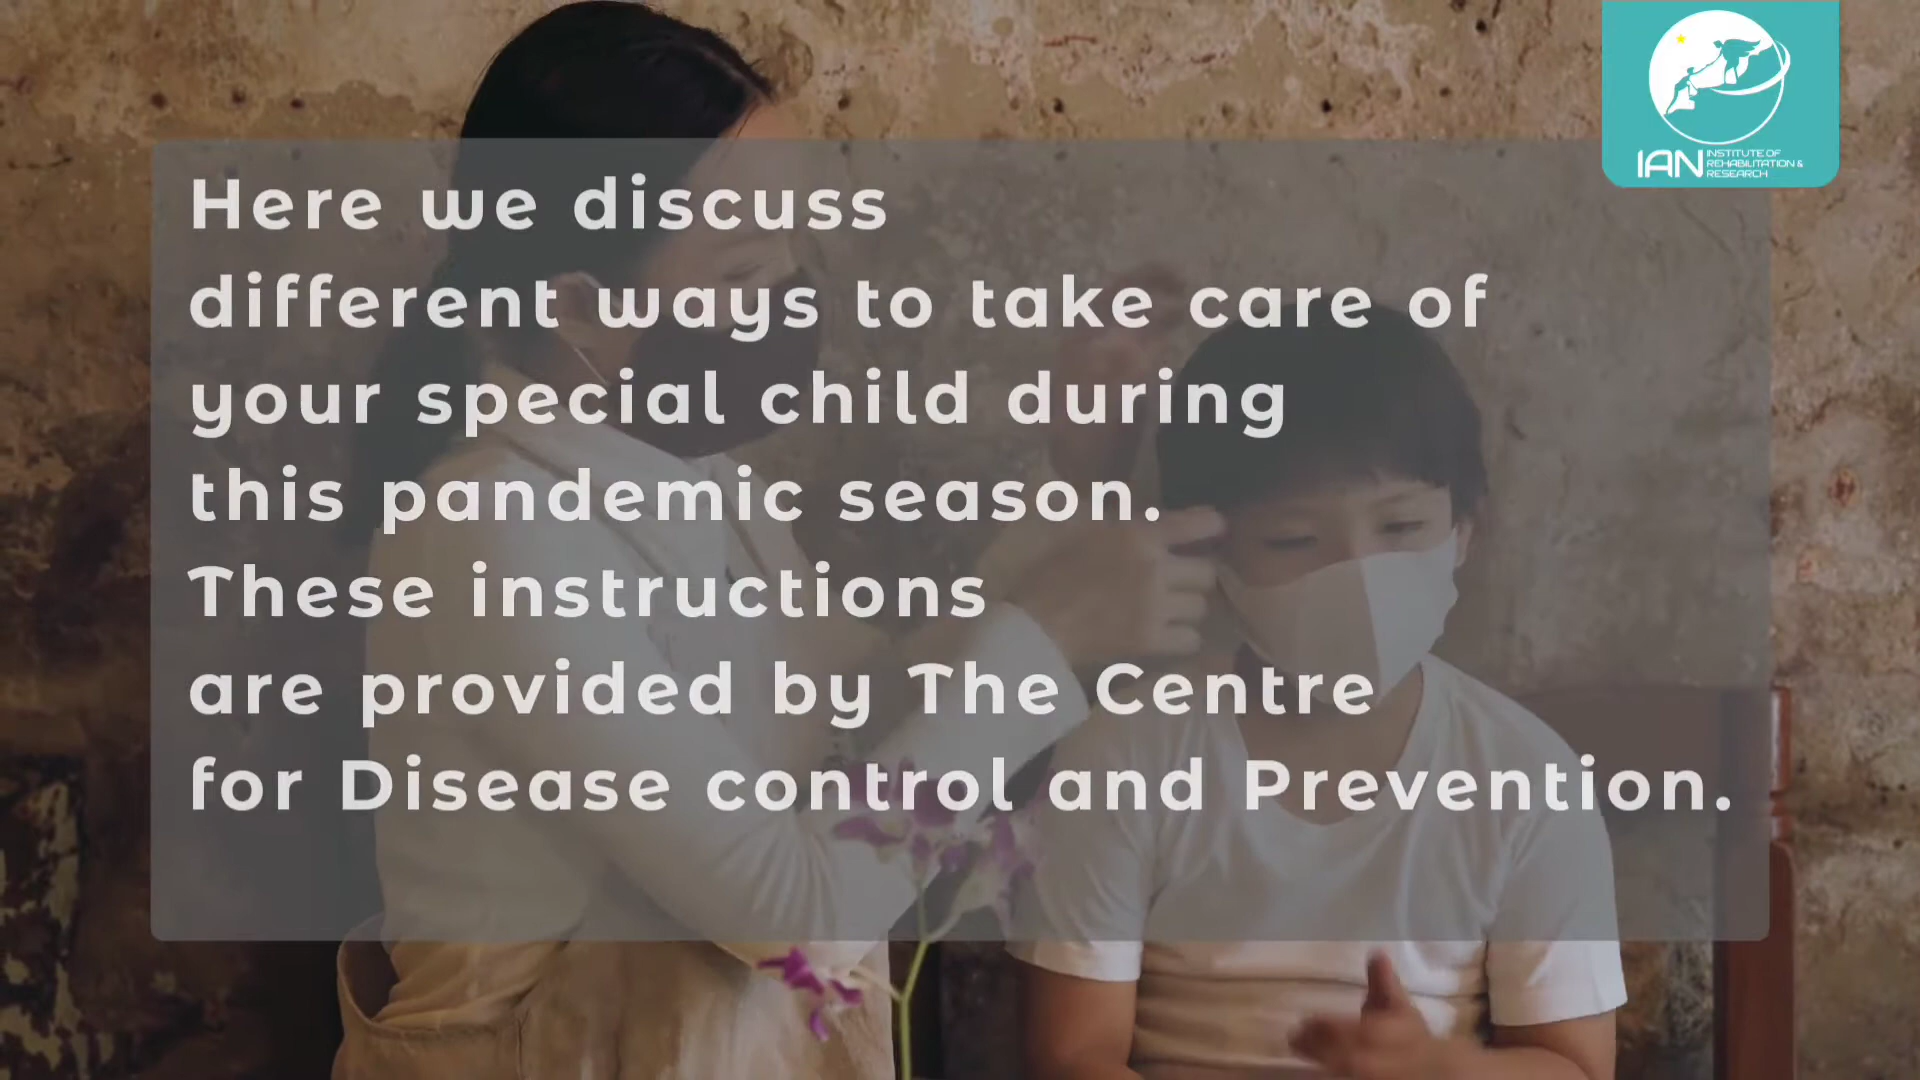 IAN INSTITUTE OF
REHABILITATION &
RESEARCH
Here we discuss
different ways to take care of
your special child during
this pandemic season.
These instructions
are provided by The Centre
for Disease control and Prevention.